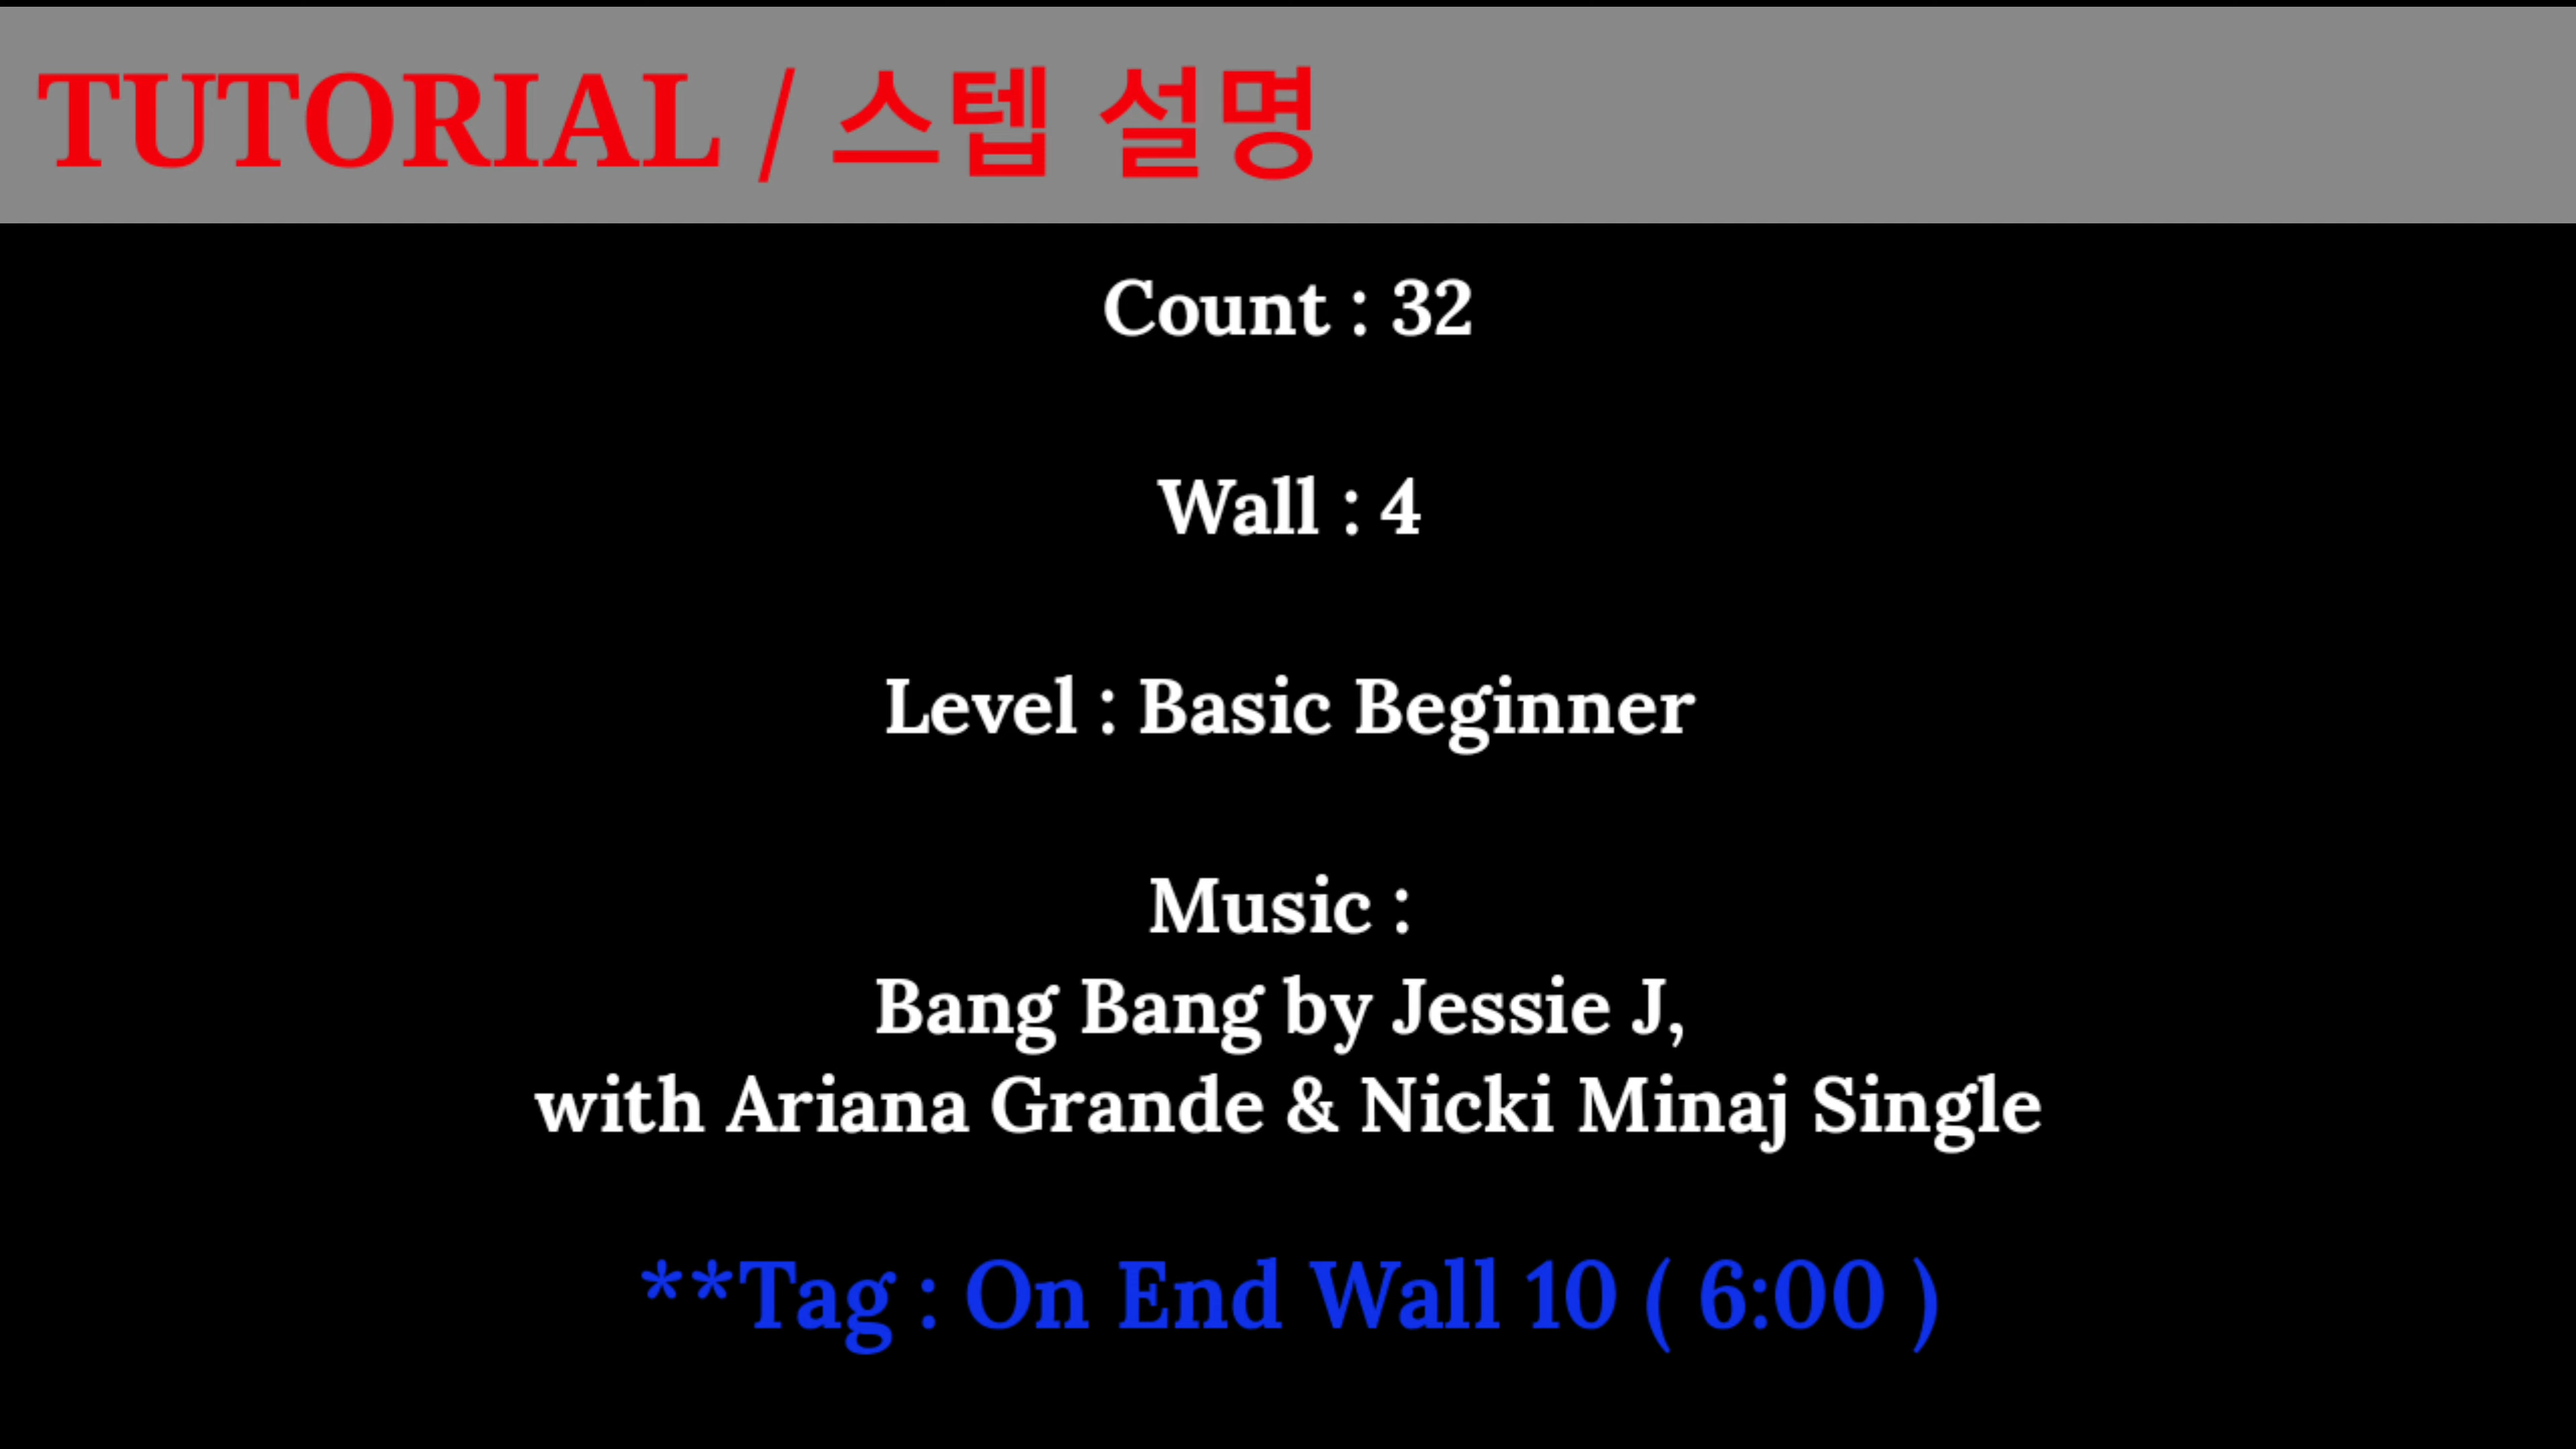 TUTORIAL / 스텝 설명
Count : 32
Wall : 4
Level : Basic Beginner
Music :
Bang Bang by Jessie J,
with Ariana Grande & Nicki Minaj Single
**Tag : On End Wall 10 ( 6:00 )